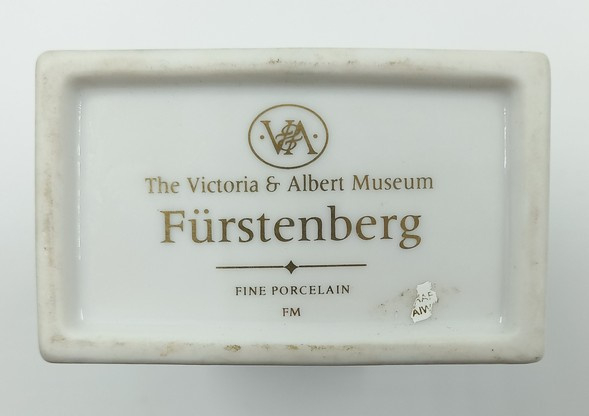 V&A
The Victoria & Albert Museum
Fürstenberg
FINE PORCELAIN
FM